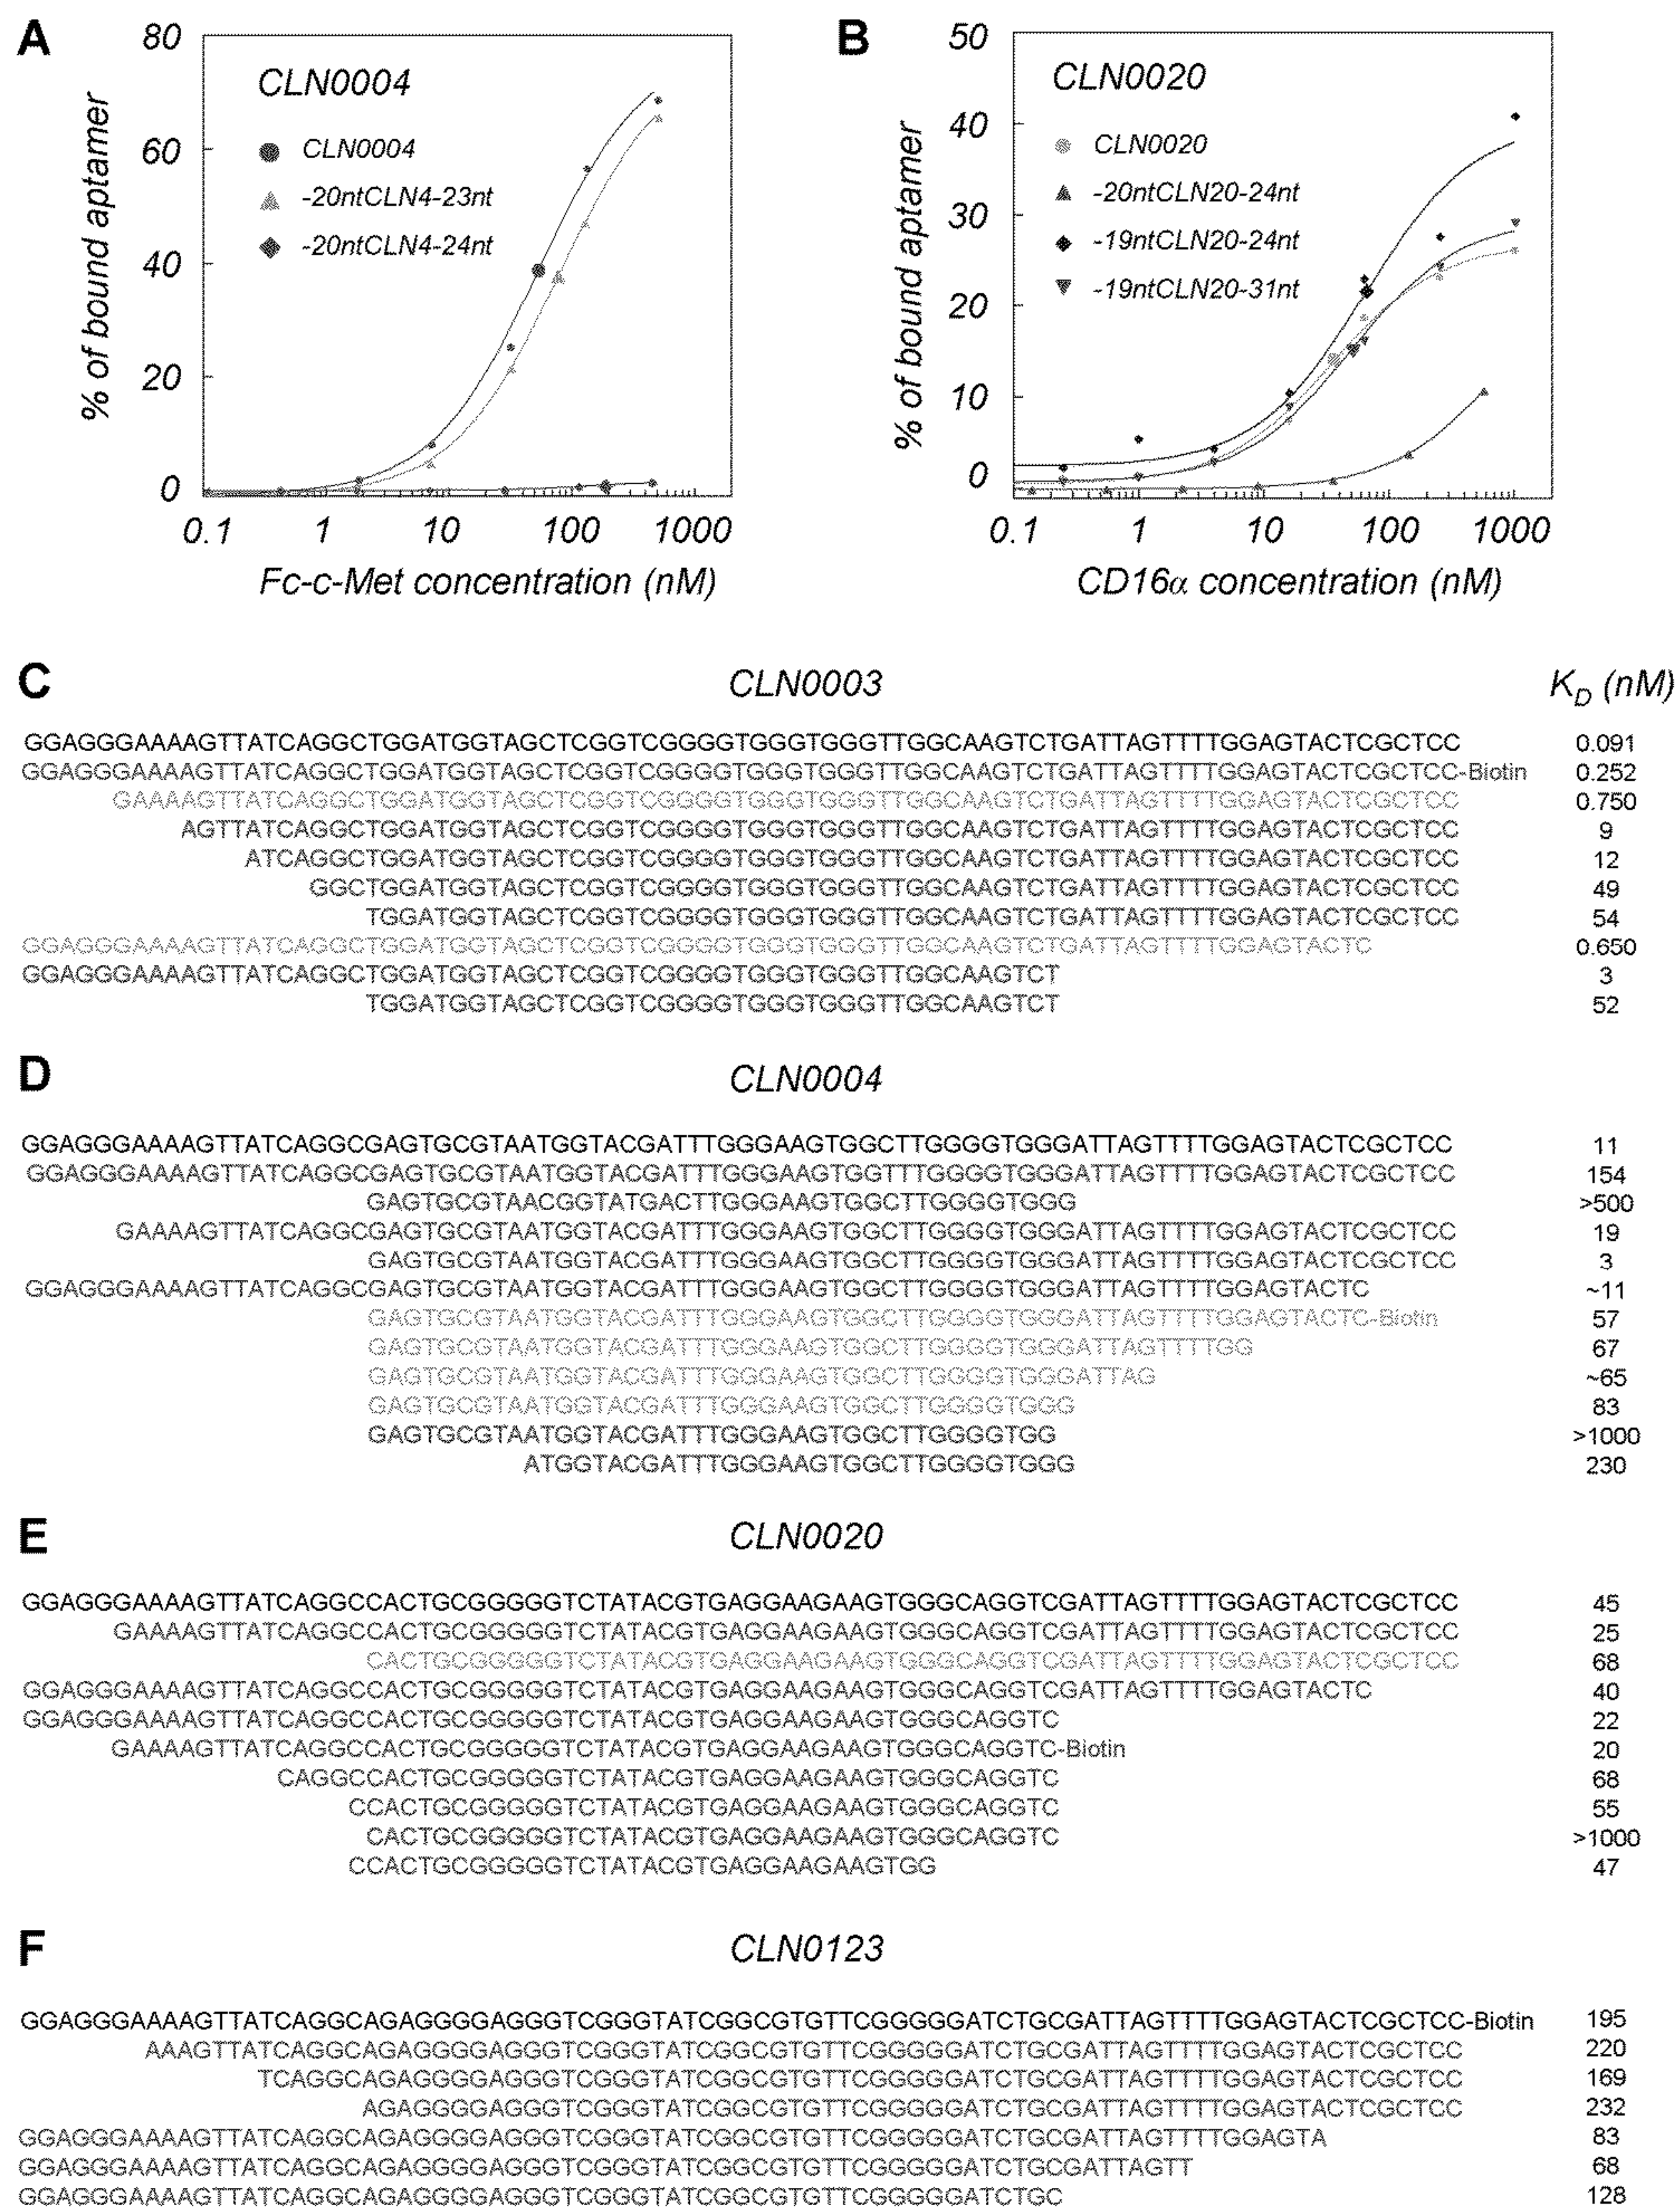 A
80
60
40
20
0
% of bound aptamer
CLN0004
CLN0004
-20ntCLN4-23nt
-20ntCLN4-24nt
0.1 1 10 100 1000
Fc-c-Met concentration (nM)
B
50
40
30
20
10
0
% of bound aptamer
CLN0020
CLN0020
-20ntCLN20-24nt
-19ntCLN20-24nt
-19ntCLN20-31nt
0.1 1 10 100 1000
CD16α concentration (nM)
C CLN0003 KD (nM)
GGAGGGAAAAGTTATCAGGCTGGATGGTAGCTCGGTCGGGGTGGGTGGGTTGGCAAGTCTGATTAGTTTTGGAGTACTCGCTCC 0.091
GGAGGGAAAAGTTATCAGGCTGGATGGTAGCTCGGTCGGGGTGGGTGGGTTGGCAAGTCTGATTAGTTTTGGAGTACTCGCTCC-Biotin 0.252
GAAAAGTTATCAGGCTGGATGGTAGCTCGGTCGGGGTGGGTGGGTTGGCAAGTCTGATTAGTTTTGGAGTACTCGCTCC 0.750
AGTTATCAGGCTGGATGGTAGCTCGGTCGGGGTGGGTGGGTTGGCAAGTCTGATTAGTTTTGGAGTACTCGCTCC 9
ATCAGGCTGGATGGTAGCTCGGTCGGGGTGGGTGGGTTGGCAAGTCTGATTAGTTTTGGAGTACTCGCTCC 12
GGCTGGATGGTAGCTCGGTCGGGGTGGGTGGGTTGGCAAGTCTGATTAGTTTTGGAGTACTCGCTCC 49
TGGATGGTAGCTCGGTCGGGGTGGGTGGGTTGGCAAGTCTGATTAGTTTTGGAGTACTCGCTCC 54
GGAGGGAAAAGTTATCAGGCTGGATGGTAGCTCGGTCGGGGTGGGTGGGTTGGCAAGTCTGATTAGTTTTGGAGTACTC 0.650
GGAGGGAAAAGTTATCAGGCTGGATGGTAGCTCGGTCGGGGTGGGTGGGTTGGCAAGTCT 3
TGGATGGTAGCTCGGTCGGGGTGGGTGGGTTGGCAAGTCT 52
D CLN0004
GGAGGGAAAAGTTATCAGGCGAGTGCGTAATGGTACGATTTGGGAAGTGGCTTGGGGTGGGATTAGTTTTGGAGTACTCGCTCC 11
GGAGGGAAAAGTTATCAGGCGAGTGCGTAATGGTACGATTTGGGAAGTGGTTTGGGGTGGGATTAGTTTTGGAGTACTCGCTCC 154
GAGTGCGTAACGGTATGACTTGGGAAGTGGCTTGGGGTGGG >500
GAAAAGTTATCAGGCGAGTGCGTAATGGTACGATTTGGGAAGTGGCTTGGGGTGGGATTAGTTTTGGAGTACTCGCTCC 19
GAGTGCGTAATGGTACGATTTGGGAAGTGGCTTGGGGTGGGATTAGTTTTGGAGTACTCGCTCC 3
GGAGGGAAAAGTTATCAGGCGAGTGCGTAATGGTACGATTTGGGAAGTGGCTTGGGGTGGGATTAGTTTTGGAGTACTC ~11
GAGTGCGTAATGGTACGATTTGGGAAGTGGCTTGGGGTGGGATTAGTTTTGGAGTACTC-Biotin 57
GAGTGCGTAATGGTACGATTTGGGAAGTGGCTTGGGGTGGGATTAGTTTTGG 67
GAGTGCGTAATGGTACGATTTGGGAAGTGGCTTGGGGTGGGATTAG ~65
GAGTGCGTAATGGTACGATTTGGGAAGTGGCTTGGGGTGGG 83
GAGTGCGTAATGGTACGATTTGGGAAGTGGCTTGGGGTGG >1000
ATGGTACGATTTGGGAAGTGGCTTGGGGTGGG 230
E CLN0020
GGAGGGAAAAGTTATCAGGCCACTGCGGGGGTCTATACGTGAGGAAGAAGTGGGCAGGTCGATTAGTTTTGGAGTACTCGCTCC 45
GAAAAGTTATCAGGCCACTGCGGGGGTCTATACGTGAGGAAGAAGTGGGCAGGTCGATTAGTTTTGGAGTACTCGCTCC 25
CACTGCGGGGGTCTATACGTGAGGAAGAAGTGGGCAGGTCGATTAGTTTTGGAGTACTCGCTCC 68
GGAGGGAAAAGTTATCAGGCCACTGCGGGGGTCTATACGTGAGGAAGAAGTGGGCAGGTCGATTAGTTTTGGAGTACTC 40
GGAGGGAAAAGTTATCAGGCCACTGCGGGGGTCTATACGTGAGGAAGAAGTGGGCAGGTC 22
GAAAAGTTATCAGGCCACTGCGGGGGTCTATACGTGAGGAAGAAGTGGGCAGGTC-Biotin 20
CAGGCCACTGCGGGGGTCTATACGTGAGGAAGAAGTGGGCAGGTC 68
CCACTGCGGGGGTCTATACGTGAGGAAGAAGTGGGCAGGTC 55
CACTGCGGGGGTCTATACGTGAGGAAGAAGTGGGCAGGTC >1000
CCACTGCGGGGGTCTATACGTGAGGAAGAAGTGG 47
F CLN0123
GGAGGGAAAAGTTATCAGGCAGAGGGGAGGGTCGGGTATCGGCGTGTTCGGGGGATCTGCGATTAGTTTTGGAGTACTCGCTCC-Biotin 195
AAAGTTATCAGGCAGAGGGGAGGGTCGGGTATCGGCGTGTTCGGGGGATCTGCGATTAGTTTTGGAGTACTCGCTCC 220
TCAGGCAGAGGGGAGGGTCGGGTATCGGCGTGTTCGGGGGATCTGCGATTAGTTTTGGAGTACTCGCTCC 169
AGAGGGGAGGGTCGGGTATCGGCGTGTTCGGGGGATCTGCGATTAGTTTTGGAGTACTCGCTCC 232
GGAGGGAAAAGTTATCAGGCAGAGGGGAGGGTCGGGTATCGGCGTGTTCGGGGGATCTGCGATTAGTTTTGGAGTA 83
GGAGGGAAAAGTTATCAGGCAGAGGGGAGGGTCGGGTATCGGCGTGTTCGGGGGATCTGCGATTAGTT 68
GGAGGGAAAAGTTATCAGGCAGAGGGGAGGGTCGGGTATCGGCGTGTTCGGGGGATCTGC 128